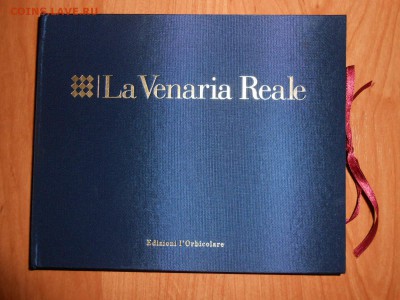 COINS.LAVE.RU
La Venaria Reale
Edizioni l'Orbicolare